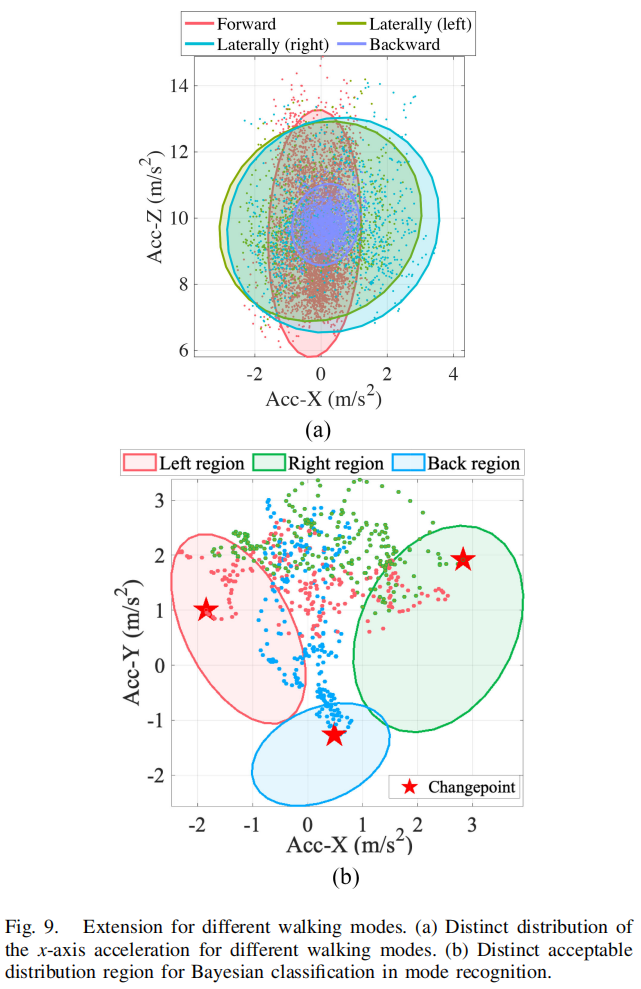 Forward Laterally (left)
Laterally (right) Backward
14
12
10
8
6
Acc-Z (m/s²)
-2 0 2 4
Acc-X (m/s²)
(a)
Left region Right region Back region
3
2
1
0
-1
-2
Acc-Y (m/s²)
Changepoint
-2 -1 0 1 2 3
Acc-X (m/s²)
(b)
Fig. 9. Extension for different walking modes. (a) Distinct distribution of
the x-axis acceleration for different walking modes. (b) Distinct acceptable
distribution region for Bayesian classification in mode recognition.